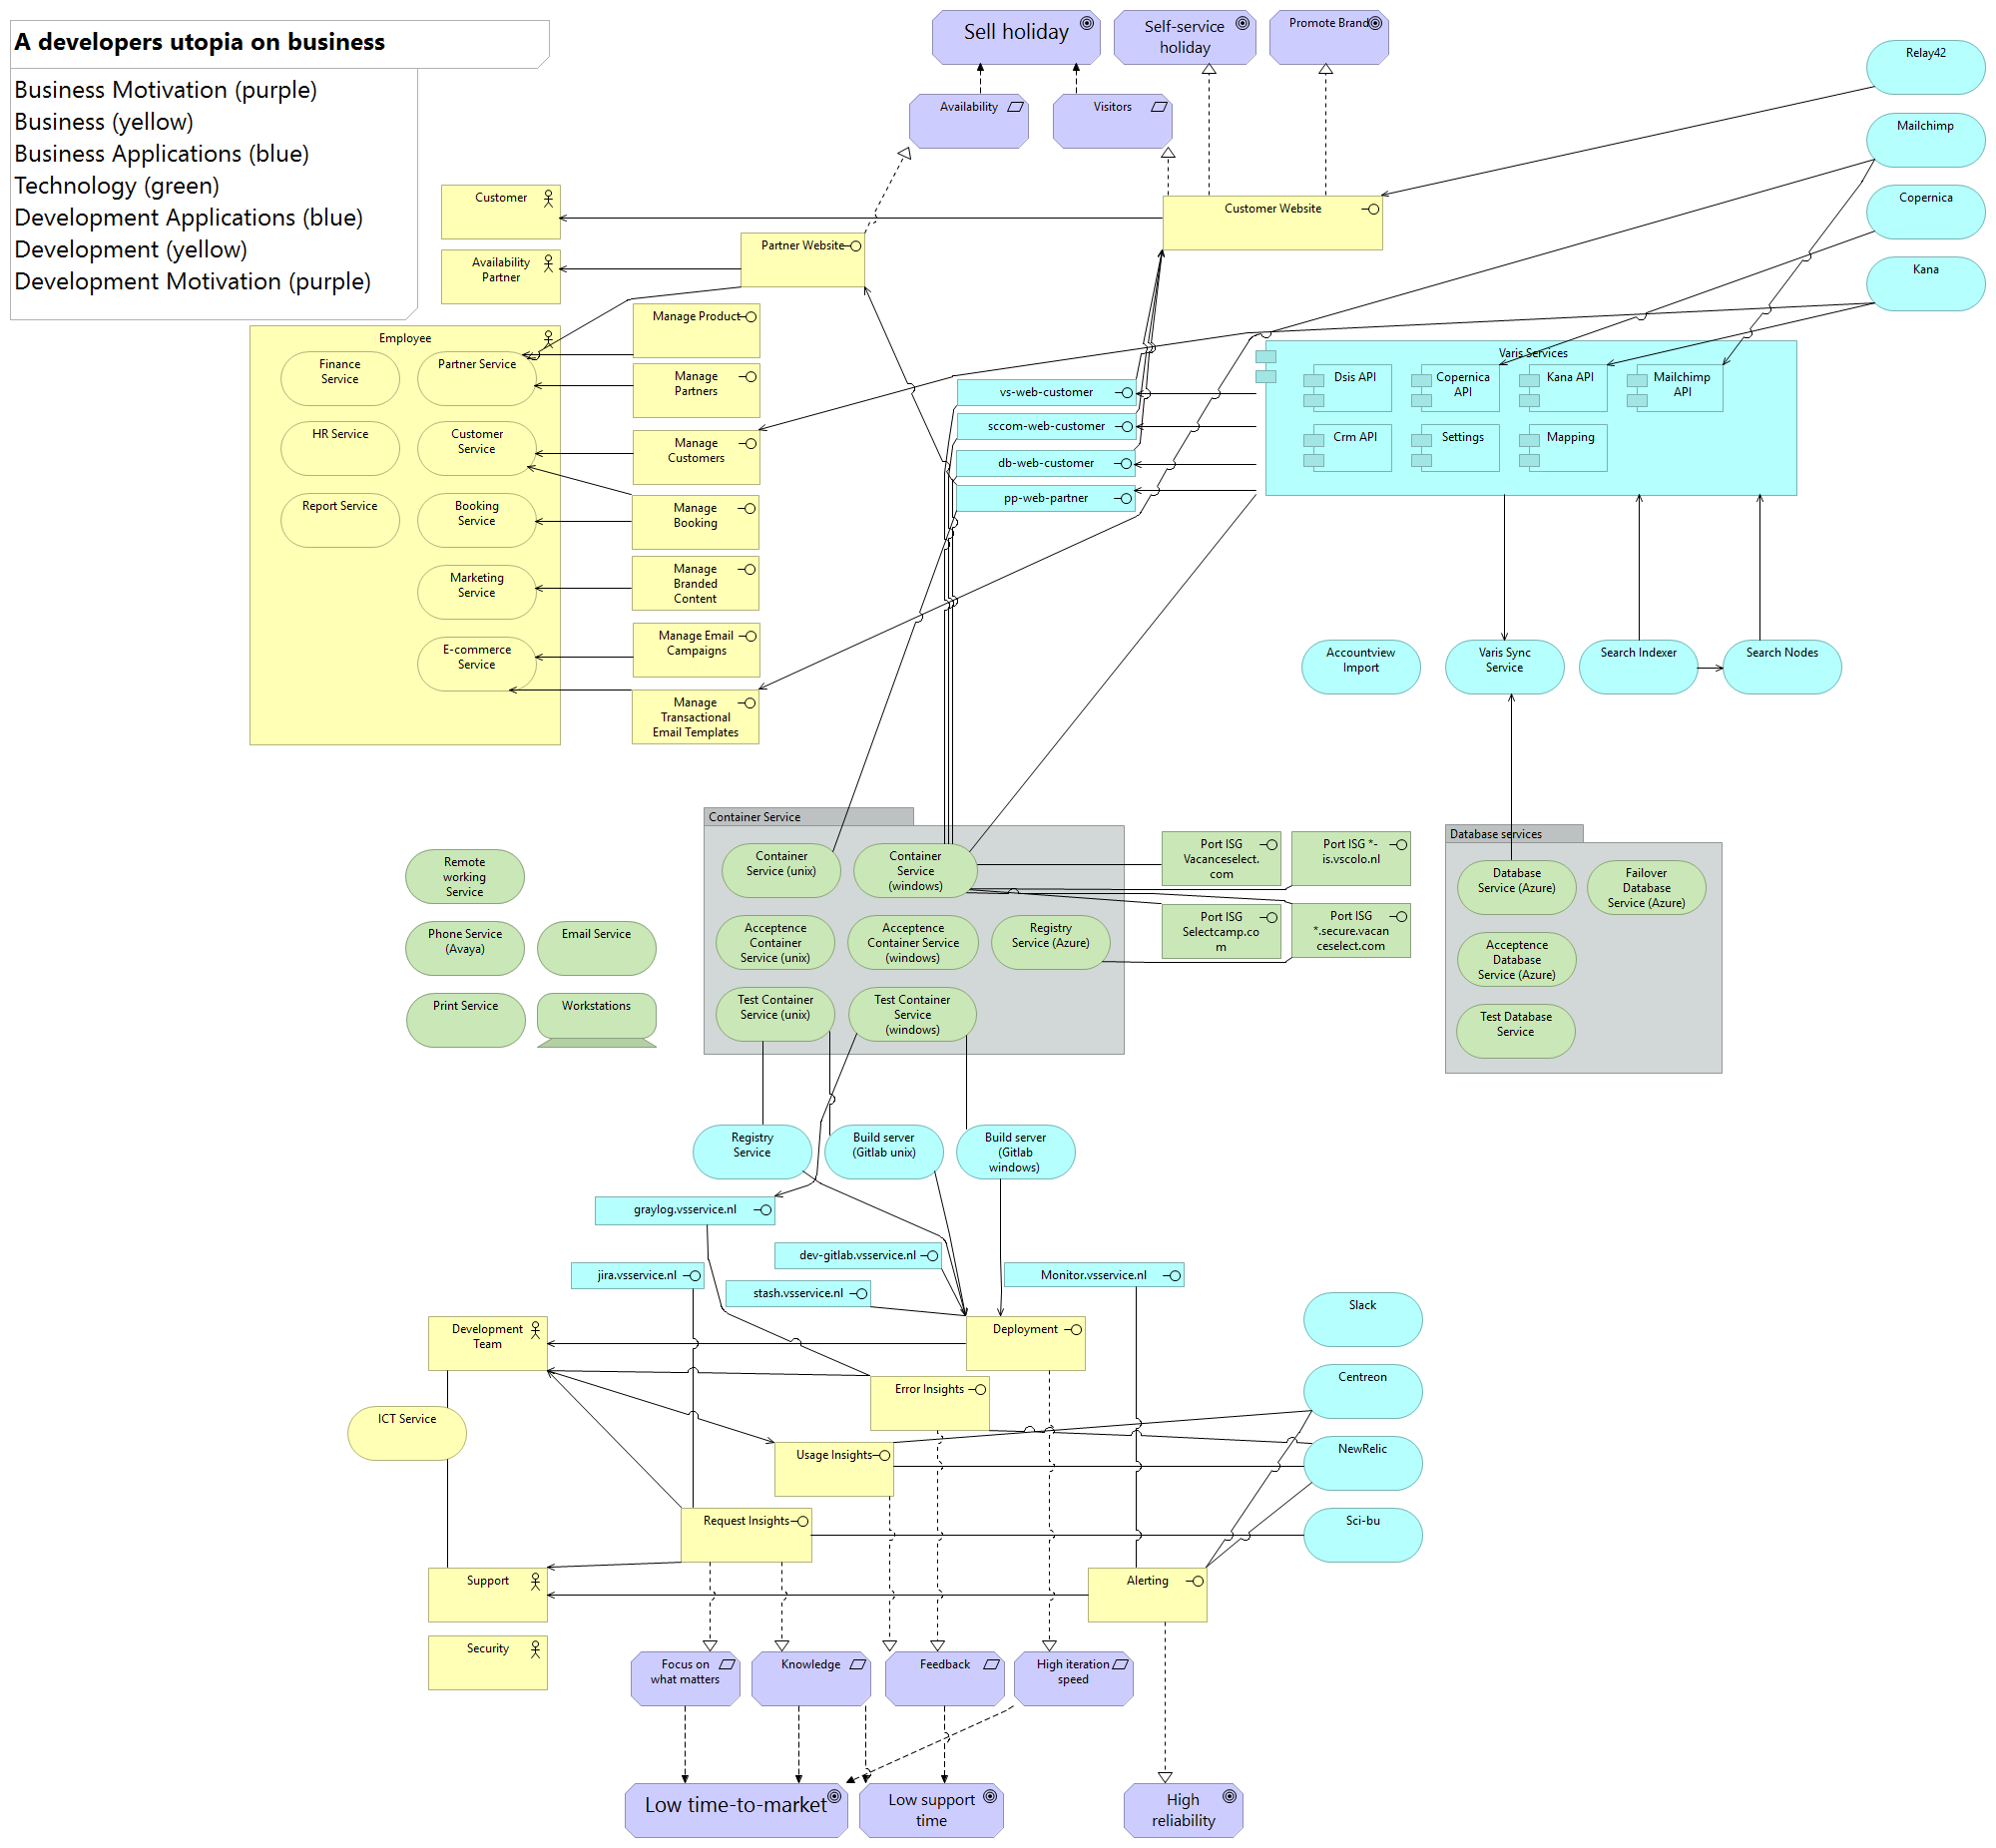 A developers utopia on business
Business Motivation (purple)
Business (yellow)
Business Applications (blue)
Technology (green)
Development Applications (blue)
Development (yellow)
Development Motivation (purple)
Sell holiday
Self-service
holiday
Promote Brand
Availability
Visitors
Relay42
Mailchimp
Copernica
Kana
Customer
Availability
Partner
Partner Website
Customer Website
Employee
Finance
Service
Partner Service
HR Service
Customer
Service
Report Service
Booking
Service
Marketing
Service
E-commerce
Service
Manage Product
Manage
Partners
Manage
Customers
Manage
Booking
Manage
Branded
Content
Manage Email
Campaigns
Manage
Transactional
Email Templates
vs-web-customer
sccom-web-customer
db-web-customer
pp-web-partner
Varis Services
Dsis API
Copernica
API
Kana API
Mailchimp
API
Crm API
Settings
Mapping
Accountview
Import
Varis Sync
Service
Search Indexer
Search Nodes
Remote
working
Service
Phone Service
(Avaya)
Email Service
Print Service
Workstations
Container Service
Container
Service (unix)
Container
Service
(windows)
Acceptence
Container
Service (unix)
Acceptence
Container Service
(windows)
Registry
Service (Azure)
Test Container
Service (unix)
Test Container
Service
(windows)
Port ISG
Vacanceselect.
com
Port ISG *-
is.vscolo.nl
Port ISG
Selectcamp.co
m
Port ISG
*.secure.vacan
ceselect.com
Database services
Database
Service (Azure)
Failover
Database
Service (Azure)
Acceptence
Database
Service (Azure)
Test Database
Service
Registry
Service
Build server
(Gitlab unix)
Build server
(Gitlab
windows)
graylog.vsservice.nl
dev-gitlab.vsservice.nl
jira.vsservice.nl
stash.vsservice.nl
Monitor.vsservice.nl
Slack
Centreon
NewRelic
Sci-bu
Development
Team
Deployment
Error Insights
ICT Service
Usage Insights
Request Insights
Support
Alerting
Security
Focus on
what matters
Knowledge
Feedback
High iteration
speed
Low time-to-market
Low support
time
High
reliability